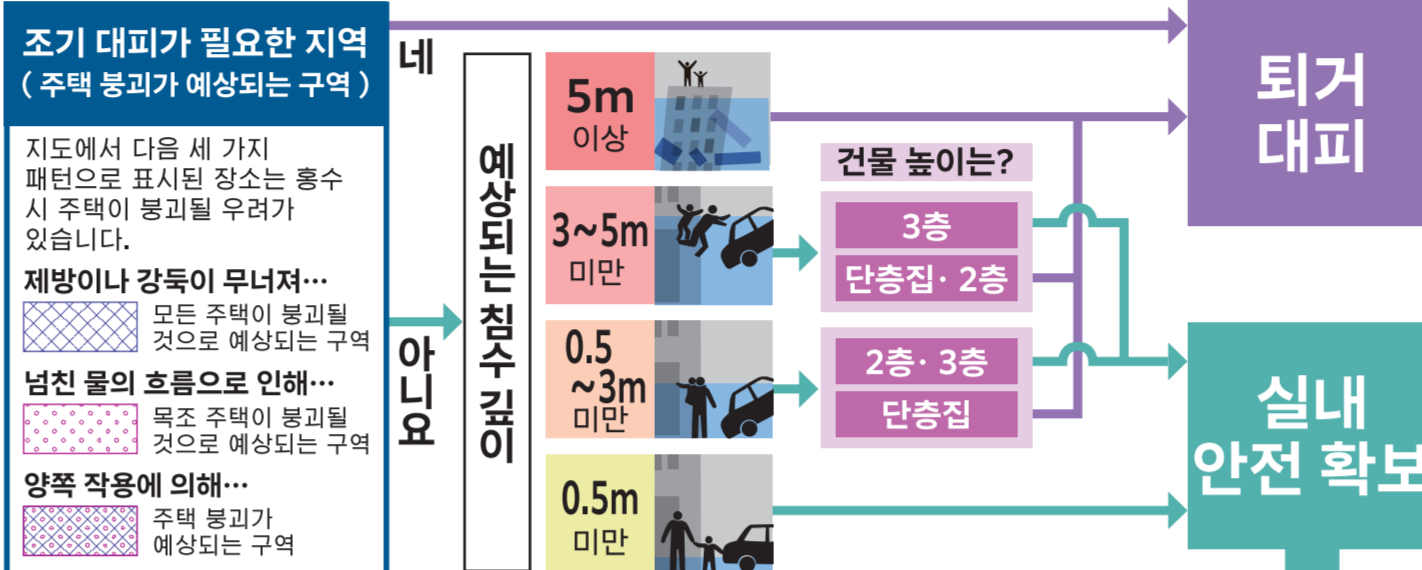 조기 대피가 필요한 지역
( 주택 붕괴가 예상되는 구역 )
지도에서 다음 세 가지
패턴으로 표시된 장소는 홍수
시 주택이 붕괴될 우려가
있습니다.
제방이나 강둑이 무너져…
모든 주택이 붕괴될
것으로 예상되는 구역
넘친 물의 흐름으로 인해…
목조 주택이 붕괴될
것으로 예상되는 구역
양쪽 작용에 의해…
주택 붕괴가
예상되는 구역
네
아니요
예상되는 침수 깊이
5m
이상
3~5m
미만
0.5
~3m
미만
0.5m
미만
건물 높이는?
3층
단층집· 2층
2층· 3층
단층집
퇴거
대피
실내
안전 확보